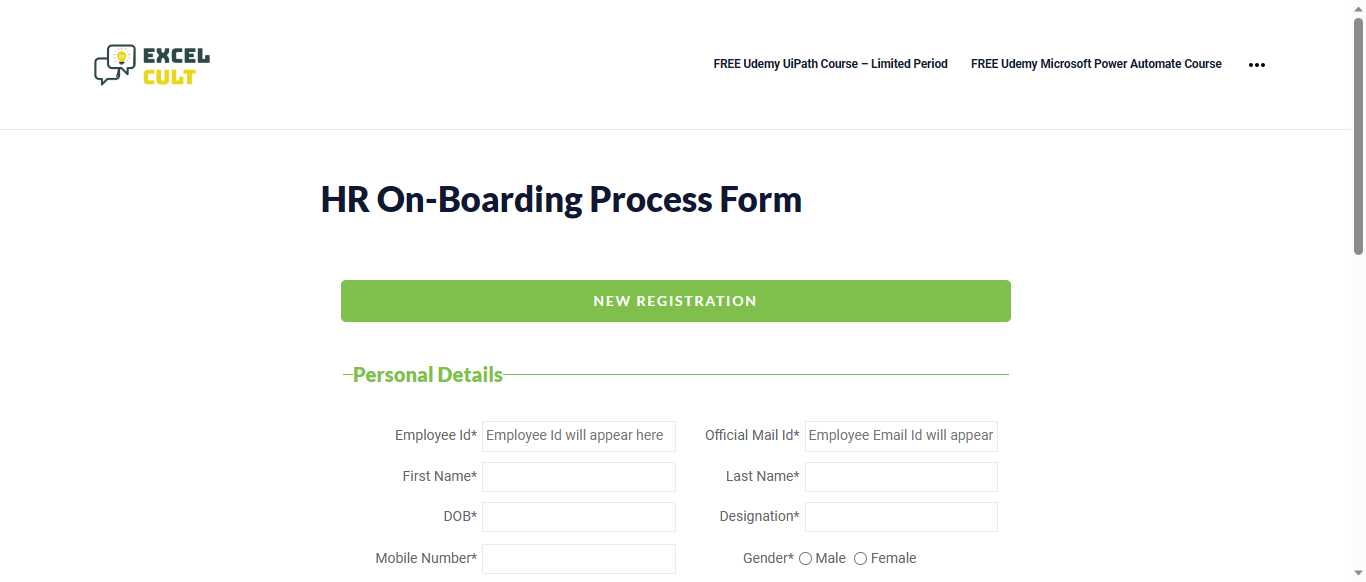 EXCEL
CULT
FREE Udemy UiPath Course – Limited Period
FREE Udemy Microsoft Power Automate Course
HR On-Boarding Process Form
NEW REGISTRATION
Personal Details
Employee Id* Employee Id will appear here Official Mail Id* Employee Email Id will appear
First Name* Last Name*
DOB* Designation*
Mobile Number* Gender* Male Female